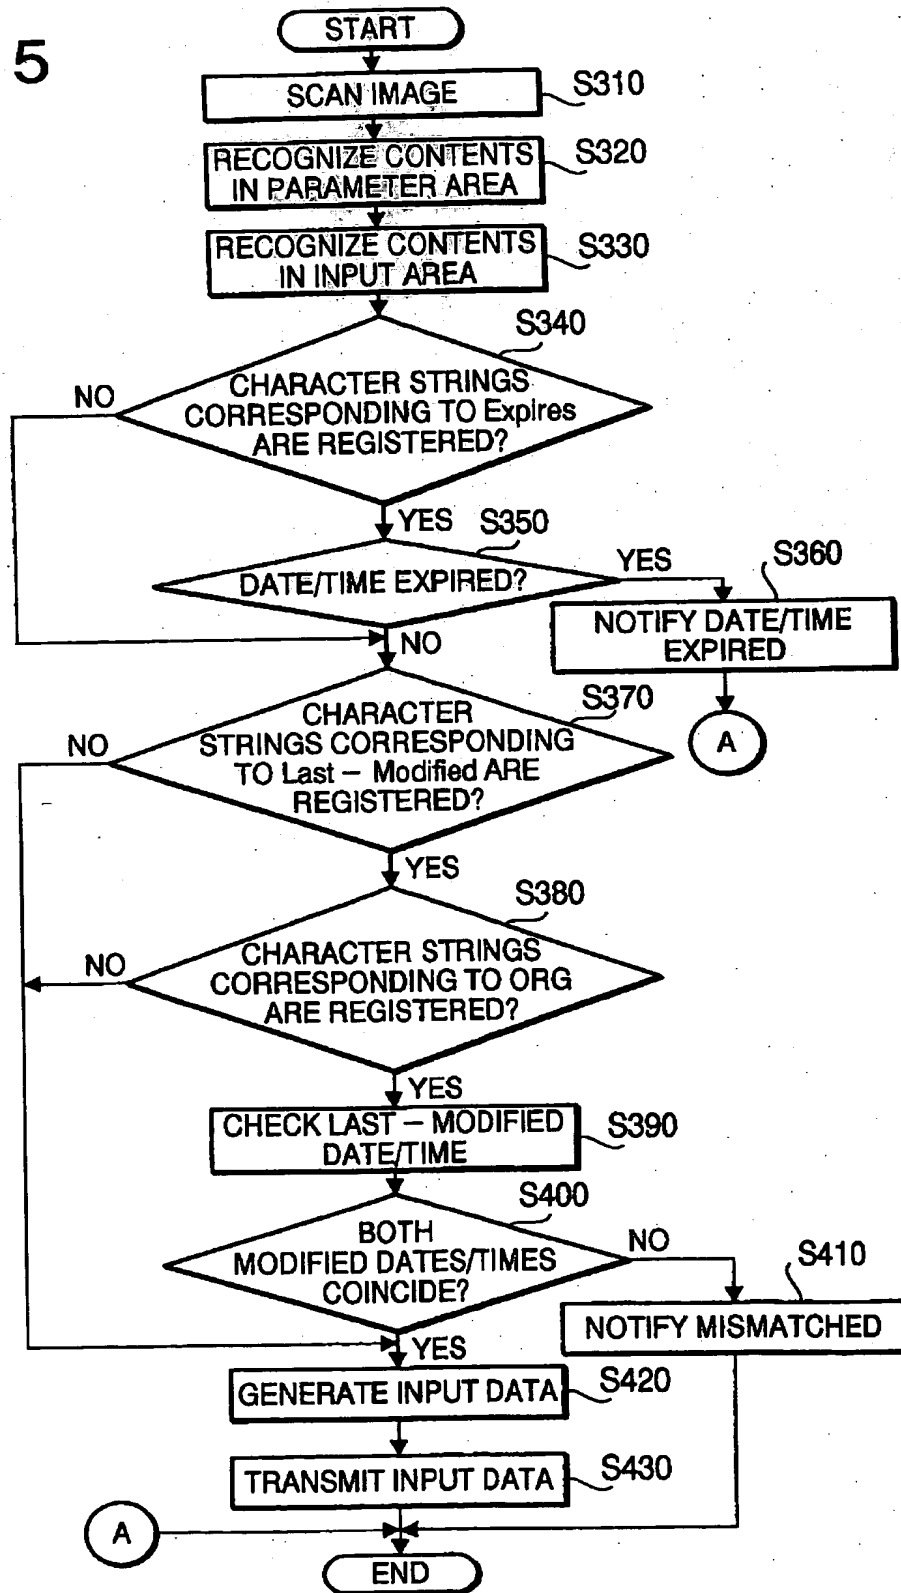 5
START
SCAN IMAGE
S310
RECOGNIZE CONTENTS
IN PARAMETER AREA
S320
RECOGNIZE CONTENTS
IN INPUT AREA
S330
S340
CHARACTER STRINGS
CORRESPONDING TO Expires
ARE REGISTERED?
NO
YES
S350
DATE/TIME EXPIRED?
YES
S360
NOTIFY DATE/TIME
EXPIRED
A
NO
S370
CHARACTER
STRINGS CORRESPONDING
TO Last – Modified ARE
REGISTERED?
NO
YES
S380
CHARACTER STRINGS
CORRESPONDING TO ORG
ARE REGISTERED?
NO
YES
CHECK LAST – MODIFIED
DATE/TIME
S390
S400
BOTH
MODIFIED DATES/TIMES
COINCIDE?
NO
S410
NOTIFY MISMATCHED
YES
GENERATE INPUT DATA
S420
TRANSMIT INPUT DATA
S430
A
END